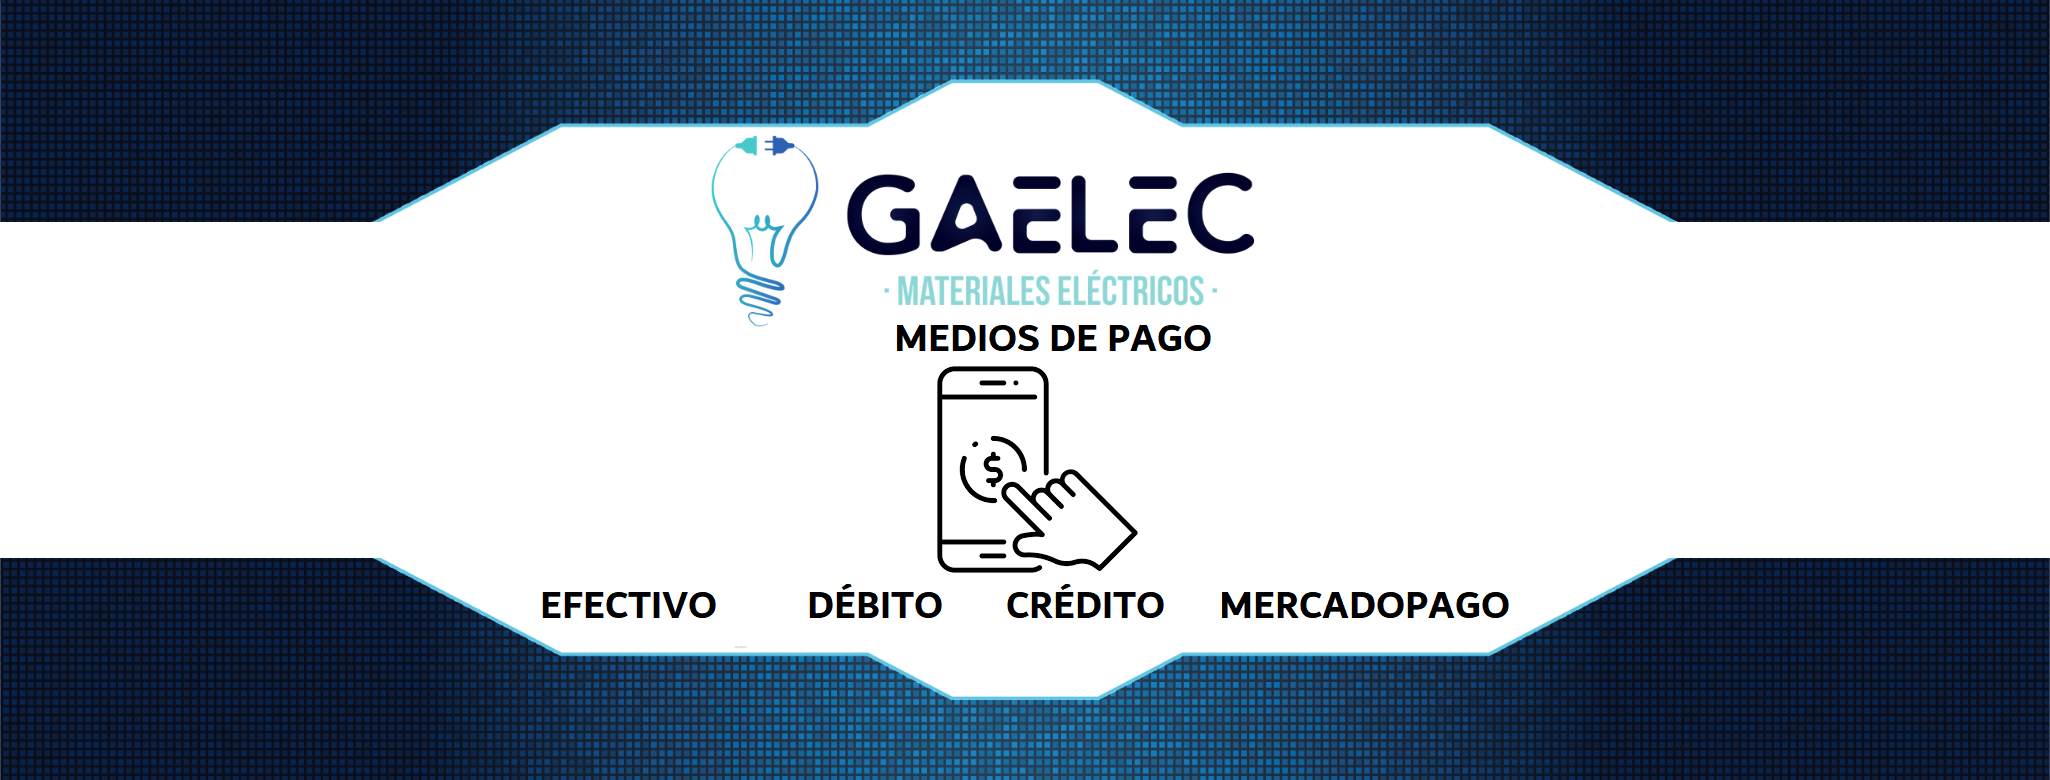 GAELEC
· MATERIALES ELÉCTRICOS ·
MEDIOS DE PAGO
$
EFECTIVO DÉBITO CRÉDITO MERCADOPAGO